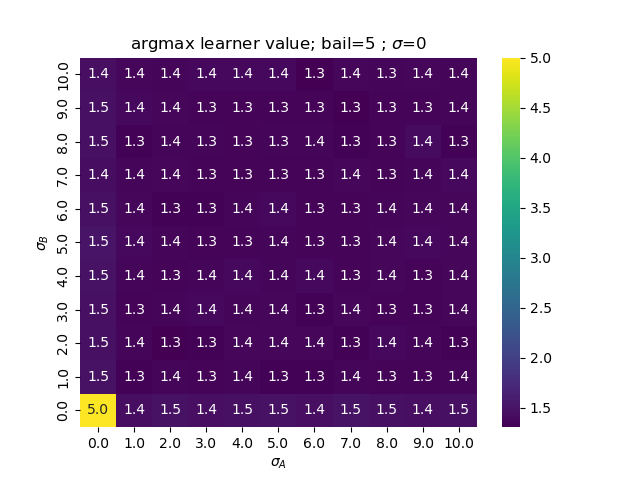 argmax learner value; bail=5 ; σ=0
10.0 1.4 1.4 1.4 1.4 1.4 1.4 1.3 1.4 1.3 1.4 1.4
9.0 1.5 1.4 1.4 1.3 1.3 1.3 1.3 1.3 1.3 1.3 1.4
8.0 1.5 1.3 1.4 1.3 1.3 1.3 1.4 1.3 1.3 1.4 1.3
7.0 1.4 1.4 1.4 1.3 1.3 1.3 1.3 1.4 1.3 1.4 1.4
6.0 1.5 1.4 1.3 1.3 1.4 1.4 1.3 1.3 1.4 1.4 1.4
5.0 1.5 1.4 1.4 1.3 1.3 1.4 1.3 1.3 1.4 1.4 1.4
4.0 1.5 1.4 1.3 1.4 1.4 1.4 1.4 1.3 1.4 1.3 1.4
3.0 1.5 1.3 1.4 1.4 1.4 1.4 1.3 1.4 1.3 1.4 1.4
2.0 1.5 1.4 1.3 1.3 1.4 1.4 1.4 1.3 1.4 1.4 1.3
1.0 1.5 1.3 1.4 1.3 1.4 1.3 1.3 1.4 1.3 1.3 1.4
0.0 5.0 1.4 1.5 1.4 1.5 1.5 1.4 1.5 1.5 1.4 1.5
0.0 1.0 2.0 3.0 4.0 5.0 6.0 7.0 8.0 9.0 10.0
σ_A
σ_B
5.0
4.5
4.0
3.5
3.0
2.5
2.0
1.5